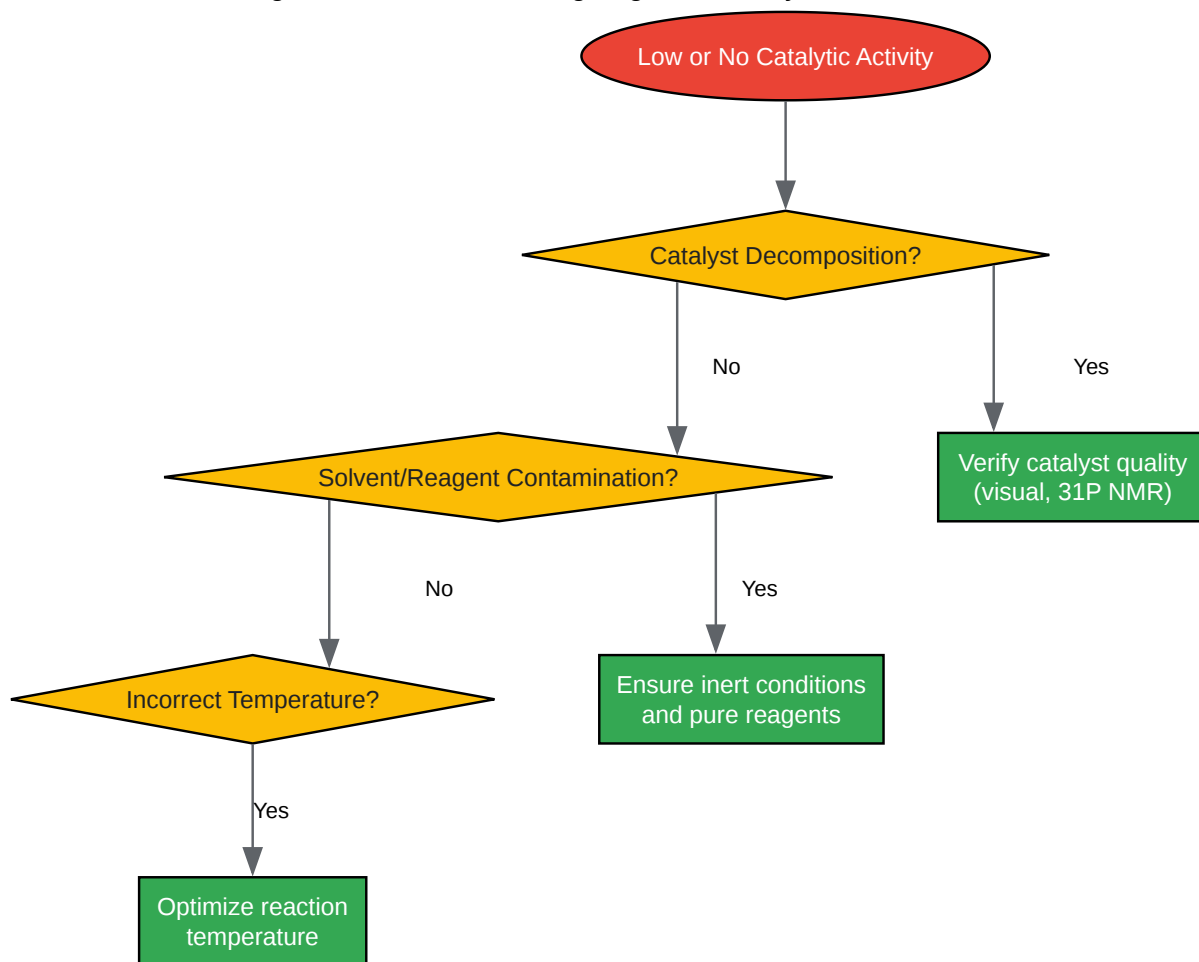 Low or No Catalytic Activity
Catalyst Decomposition?
No
Yes
Solvent/Reagent Contamination?
Verify catalyst quality
(visual, 31P NMR)
No
Yes
Incorrect Temperature?
Ensure inert conditions
and pure reagents
Yes
Optimize reaction
temperature